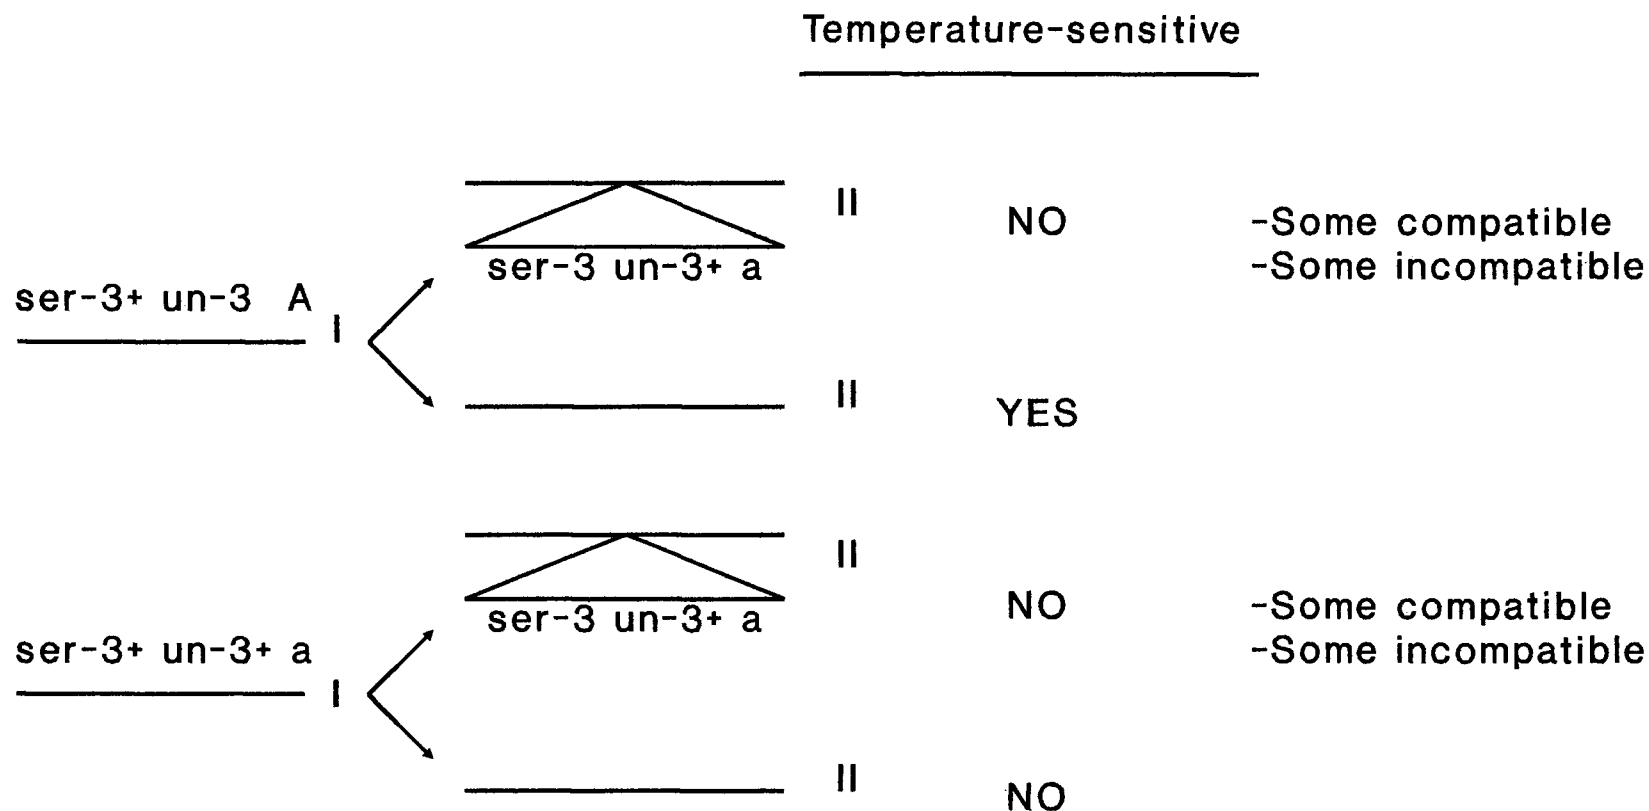 Temperature-sensitive
II
NO
-Some compatible
-Some incompatible
ser-3 un-3+ a
ser-3+ un-3 A
I
II
YES
II
NO
-Some compatible
-Some incompatible
ser-3 un-3+ a
ser-3+ un-3+ a
I
II
NO